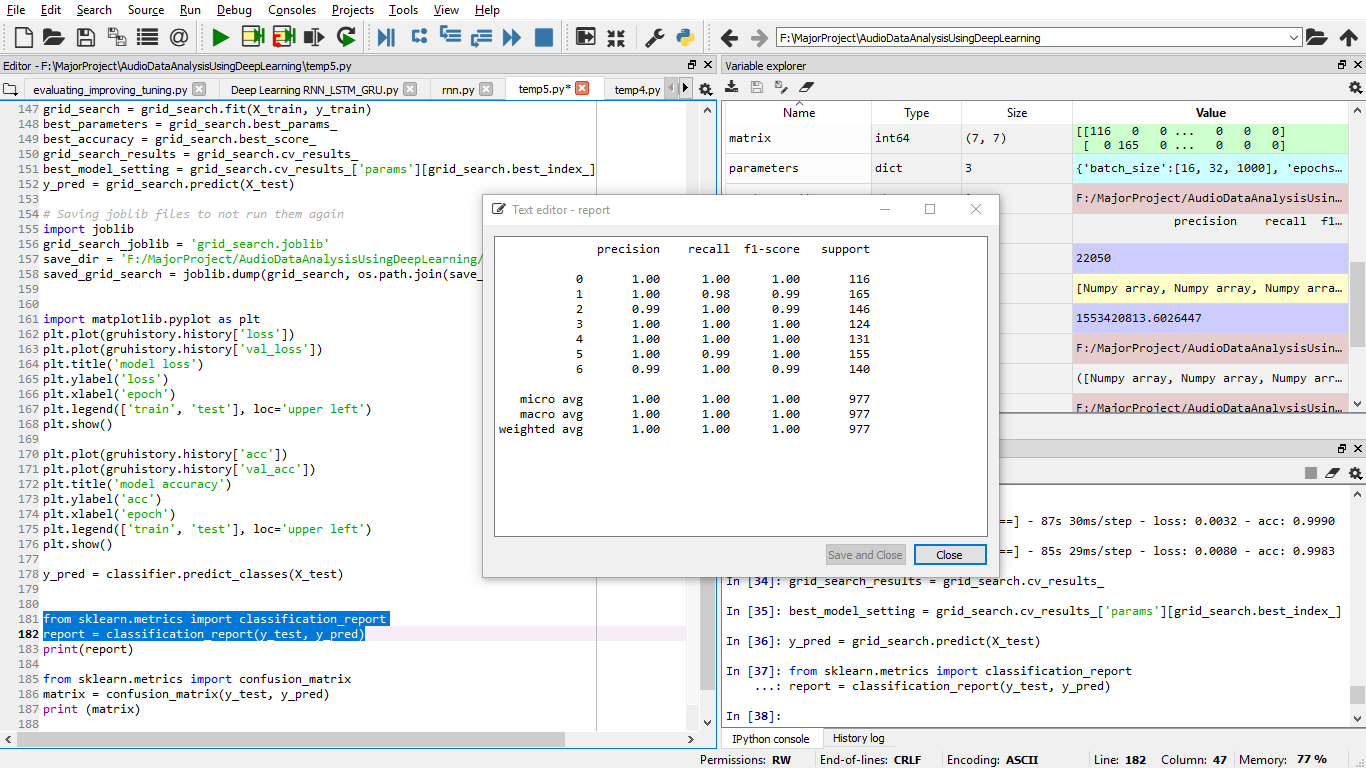 File Edit Search Source Run Debug Consoles Projects Tools View Help
F:\MajorProject\AudioDataAnalysisUsingDeepLearning
Editor - F:\MajorProject\AudioDataAnalysisUsingDeepLearning\temp5.py
evaluating_improving_tuning.py Deep Learning RNN_LSTM_GRU.py rnn.py temp5.py* temp4.py
147 grid_search = grid_search.fit(X_train, y_train)
148 best_parameters = grid_search.best_params_
149 best_accuracy = grid_search.best_score_
150 grid_search_results = grid_search.cv_results_
151 best_model_setting = grid_search.cv_results_['params'][grid_search.best_index_]
152 y_pred = grid_search.predict(X_test)
153
154 # Saving joblib files to not run them again
155 import joblib
156 grid_search_joblib = 'grid_search.joblib'
157 save_dir = 'F:/MajorProject/AudioDataAnalysisUsingDeepLearning/
158 saved_grid_search = joblib.dump(grid_search, os.path.join(save_
159
160
161 import matplotlib.pyplot as plt
162 plt.plot(gruhistory.history['loss'])
163 plt.plot(gruhistory.history['val_loss'])
164 plt.title('model loss')
165 plt.ylabel('loss')
166 plt.xlabel('epoch')
167 plt.legend(['train', 'test'], loc='upper left')
168 plt.show()
169
170 plt.plot(gruhistory.history['acc'])
171 plt.plot(gruhistory.history['val_acc'])
172 plt.title('model accuracy')
173 plt.ylabel('acc')
174 plt.xlabel('epoch')
175 plt.legend(['train', 'test'], loc='upper left')
176 plt.show()
177
178 y_pred = classifier.predict_classes(X_test)
179
180
181 from sklearn.metrics import classification_report
182 report = classification_report(y_test, y_pred)
183 print(report)
184
185 from sklearn.metrics import confusion_matrix
186 matrix = confusion_matrix(y_test, y_pred)
187 print (matrix)
188
Text editor - report
precision recall f1-score support
0 1.00 1.00 1.00 116
1 1.00 0.98 0.99 165
2 0.99 1.00 0.99 146
3 1.00 1.00 1.00 124
4 1.00 1.00 1.00 131
5 1.00 0.99 1.00 155
6 0.99 1.00 0.99 140
micro avg 1.00 1.00 1.00 977
macro avg 1.00 1.00 1.00 977
weighted avg 1.00 1.00 1.00 977
Save and Close Close
Variable explorer
Name Type Size Value
matrix int64 (7, 7) [[116 0 0 ... 0 0 0]
[ 0 165 0 ... 0 0 0]
parameters dict 3 {'batch_size':[16, 32, 1000], 'epochs…
F:/MajorProject/AudioDataAnalysisUsin…
precision recall f1…
22050
[Numpy array, Numpy array, Numpy arra…
1553420813.6026447
F:/MajorProject/AudioDataAnalysisUsin…
([Numpy array, Numpy array, Numpy arr…
F:/MajorProject/AudioDataAnalysisUsin…
==] - 87s 30ms/step - loss: 0.0032 - acc: 0.9990
==] - 85s 29ms/step - loss: 0.0080 - acc: 0.9983
In [34]: grid_search_results = grid_search.cv_results_
In [35]: best_model_setting = grid_search.cv_results_['params'][grid_search.best_index_]
In [36]: y_pred = grid_search.predict(X_test)
In [37]: from sklearn.metrics import classification_report
...: report = classification_report(y_test, y_pred)
In [38]:
IPython console History log
Permissions: RW End-of-lines: CRLF Encoding: ASCII Line: 182 Column: 47 Memory: 77 %